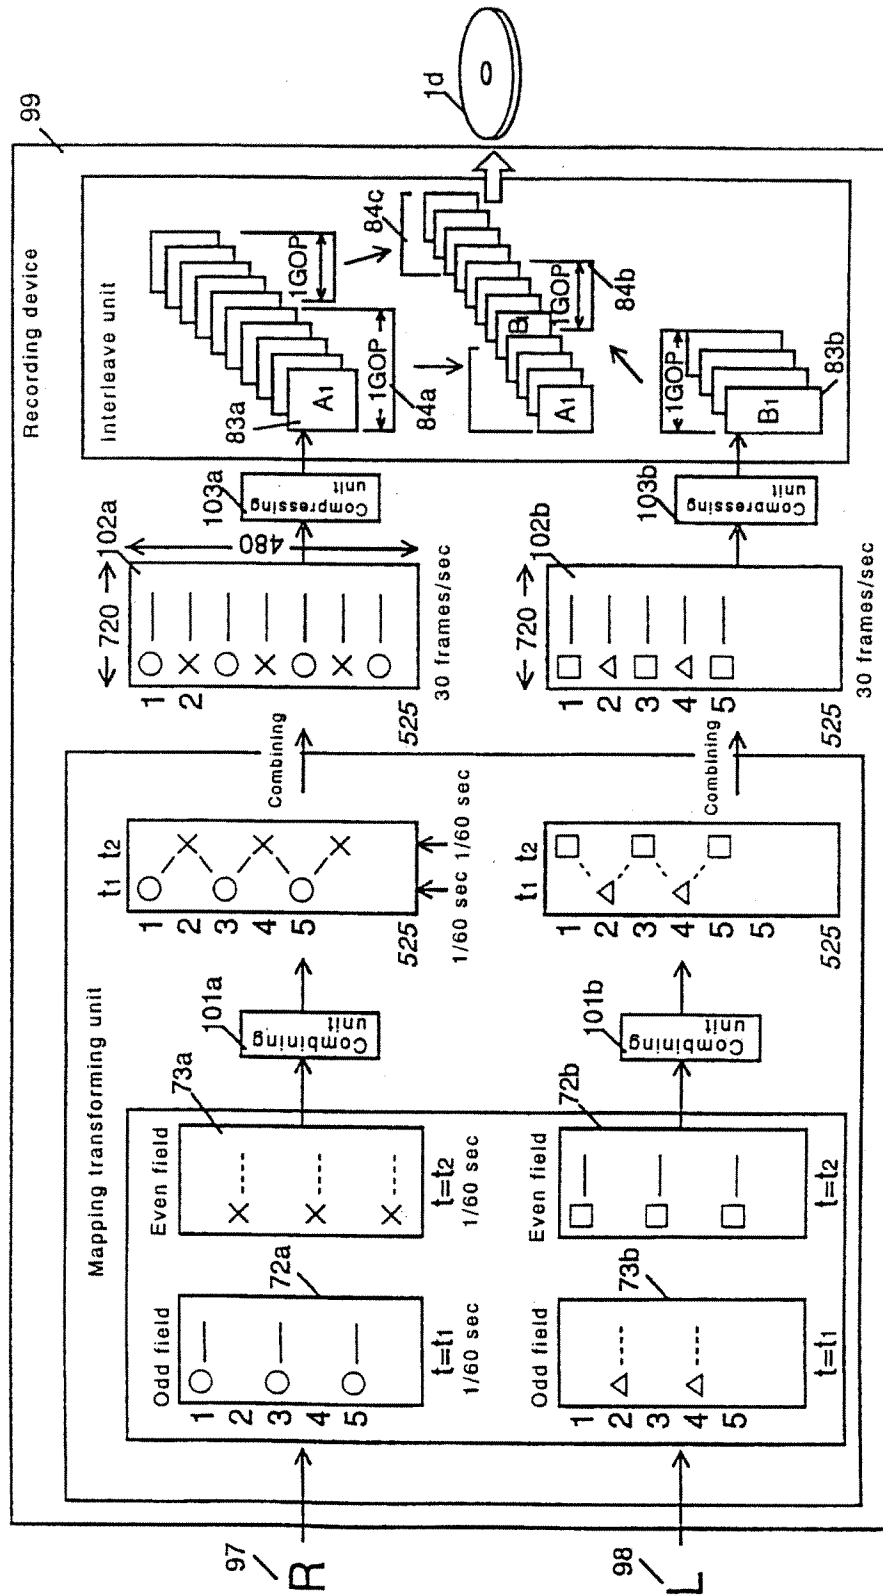 Recording device
99
Mapping transforming unit
Interleave unit
97
R
Odd field
1
2
3
4
5
72a
t=t1
1/60 sec
Even field
73a
t=t2
1/60 sec
101a
Combining
unit
t1 t2
1
2
3
4
5
525
1/60 sec 1/60 sec
Combining
720
102a
1
2
480
525
30 frames/sec
103a
Compressing
unit
83a
A1
1GOP
84a
1GOP
84c
A1
B1
1GOP
84b
1d
98
L
Odd field
1
2
3
4
5
73b
t=t1
Even field
72b
t=t2
101b
Combining
unit
t1 t2
1
2
3
4
5
5
525
Combining
720
102b
1
2
3
4
5
525
30 frames/sec
103b
Compressing
unit
1GOP
B1
83b